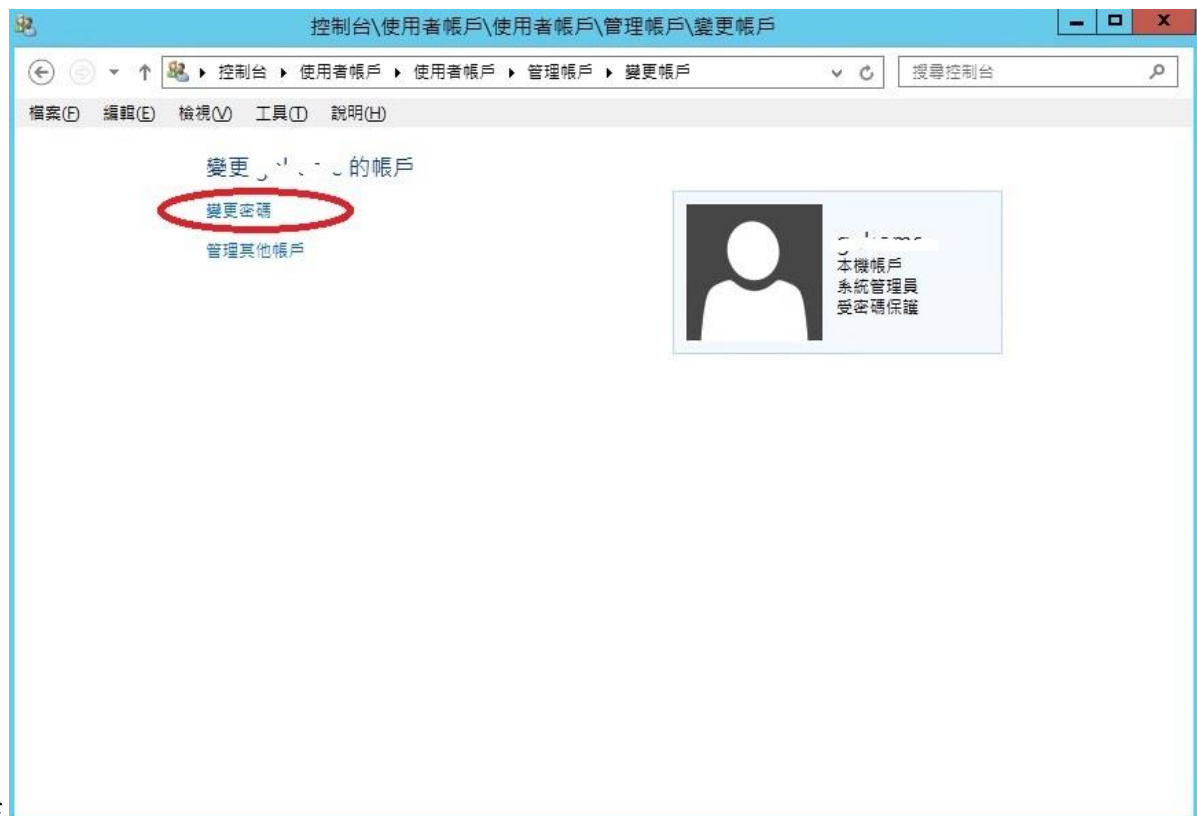 控制台\使用者帳戶\使用者帳戶\管理帳戶\變更帳戶
控制台 ▸ 使用者帳戶 ▸ 使用者帳戶 ▸ 管理帳戶 ▸ 變更帳戶
搜尋控制台
檔案(F) 編輯(E) 檢視(V) 工具(T) 說明(H)
變更 的帳戶
變更密碼
管理其他帳戶
本機帳戶
系統管理員
受密碼保護